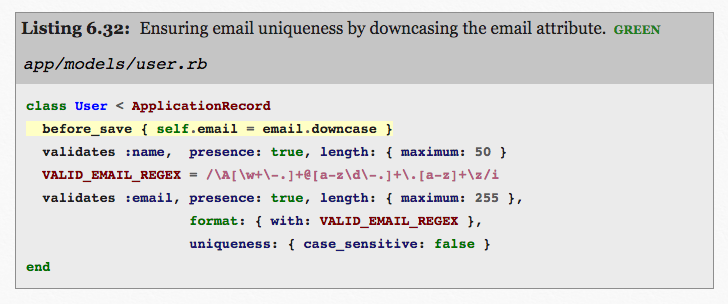 Listing 6.32: Ensuring email uniqueness by downcasing the email attribute. GREEN
app/models/user.rb
class User < ApplicationRecord
  before_save { self.email = email.downcase }
  validates :name,  presence: true, length: { maximum: 50 }
  VALID_EMAIL_REGEX = /\A[\w+\-.]+@[a-z\d\-.]+\.[a-z]+\z/i
  validates :email, presence: true, length: { maximum: 255 },
                    format: { with: VALID_EMAIL_REGEX },
                    uniqueness: { case_sensitive: false }
end